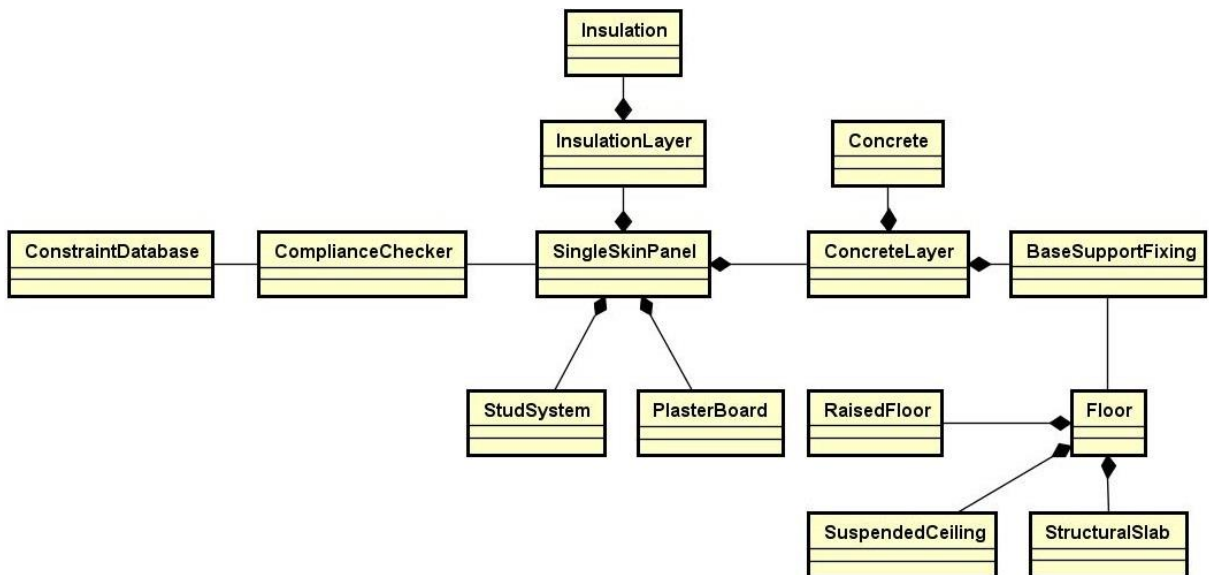 Insulation
InsulationLayer
Concrete
ConstraintDatabase
ComplianceChecker
SingleSkinPanel
ConcreteLayer
BaseSupportFixing
StudSystem
PlasterBoard
RaisedFloor
Floor
SuspendedCeiling
StructuralSlab